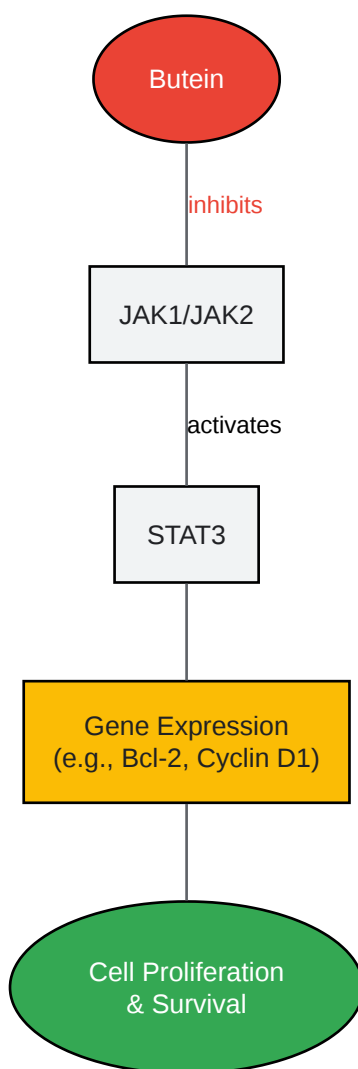 Butein
inhibits
JAK1/JAK2
activates
STAT3
Gene Expression
(e.g., Bcl-2, Cyclin D1)
Cell Proliferation
& Survival